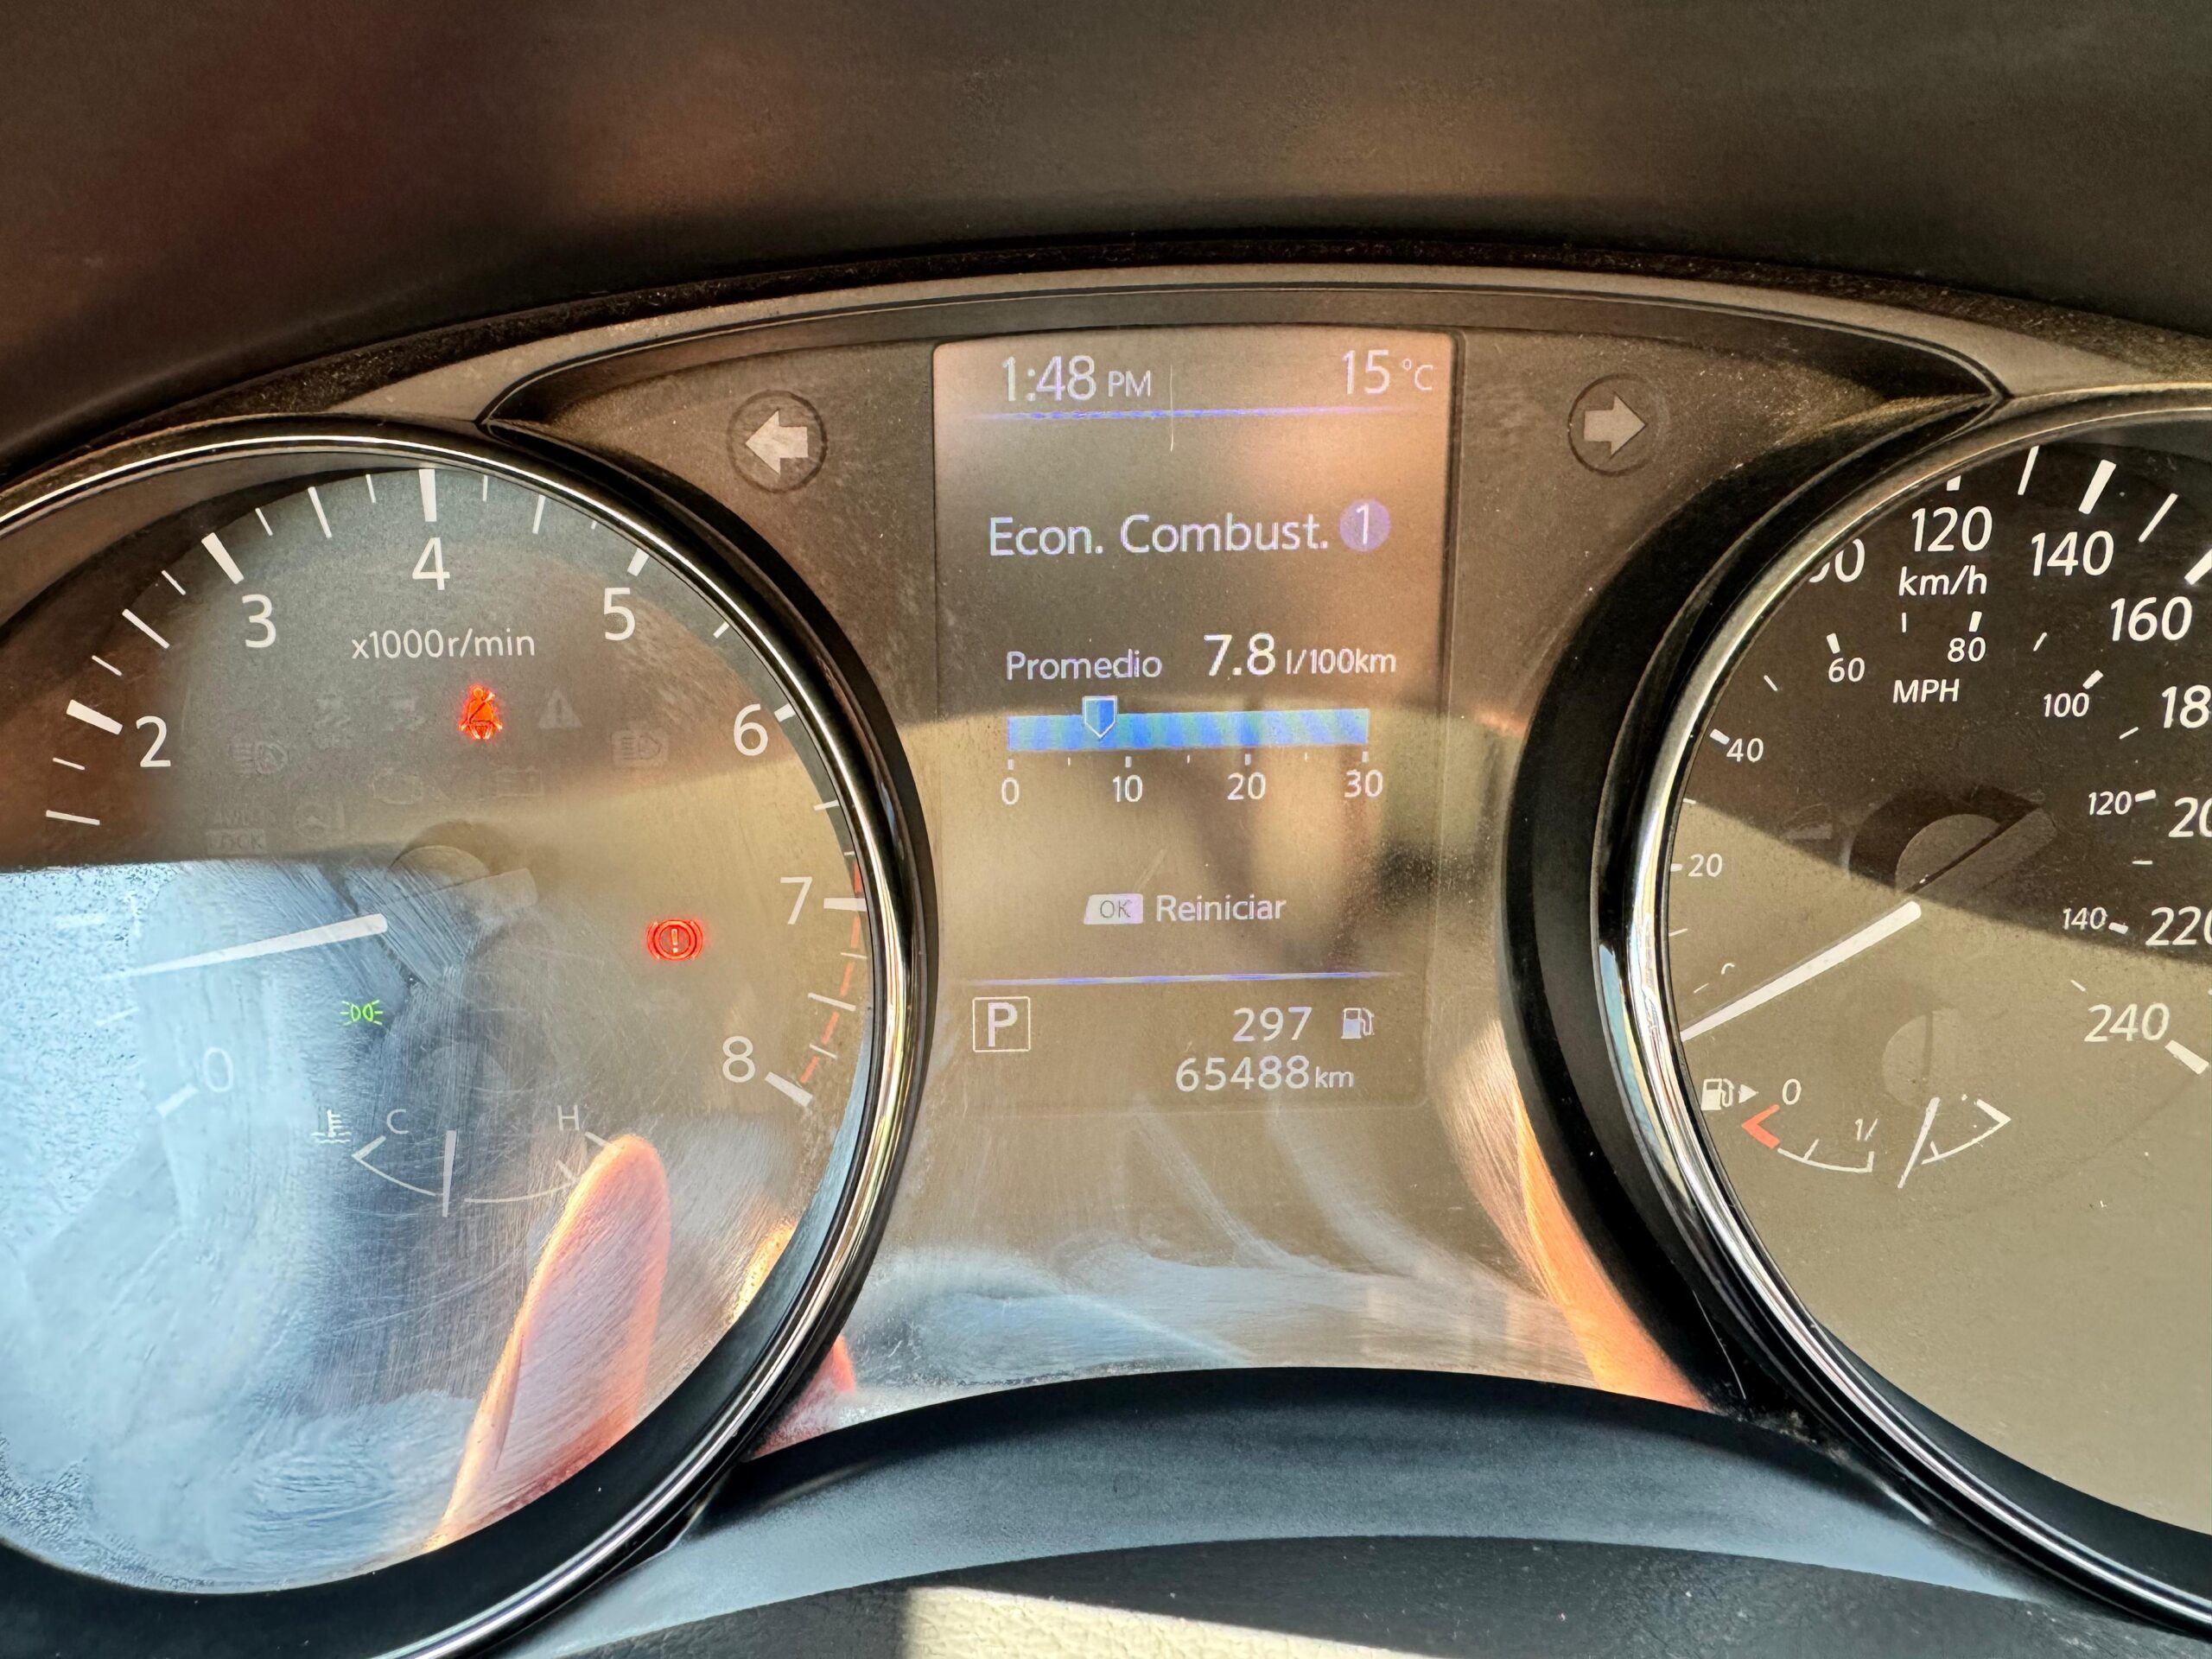 1:48 PM 15 °C
Econ. Combust. 1
Promedio 7.8 l/100km
0 10 20 30
OK Reiniciar
P 297
65488 km
0 2 3 4 5 6 7 8
x1000r/min
C H
120 140 160 220 240
km/h
20 40 60 80 100 120 140
MPH
0